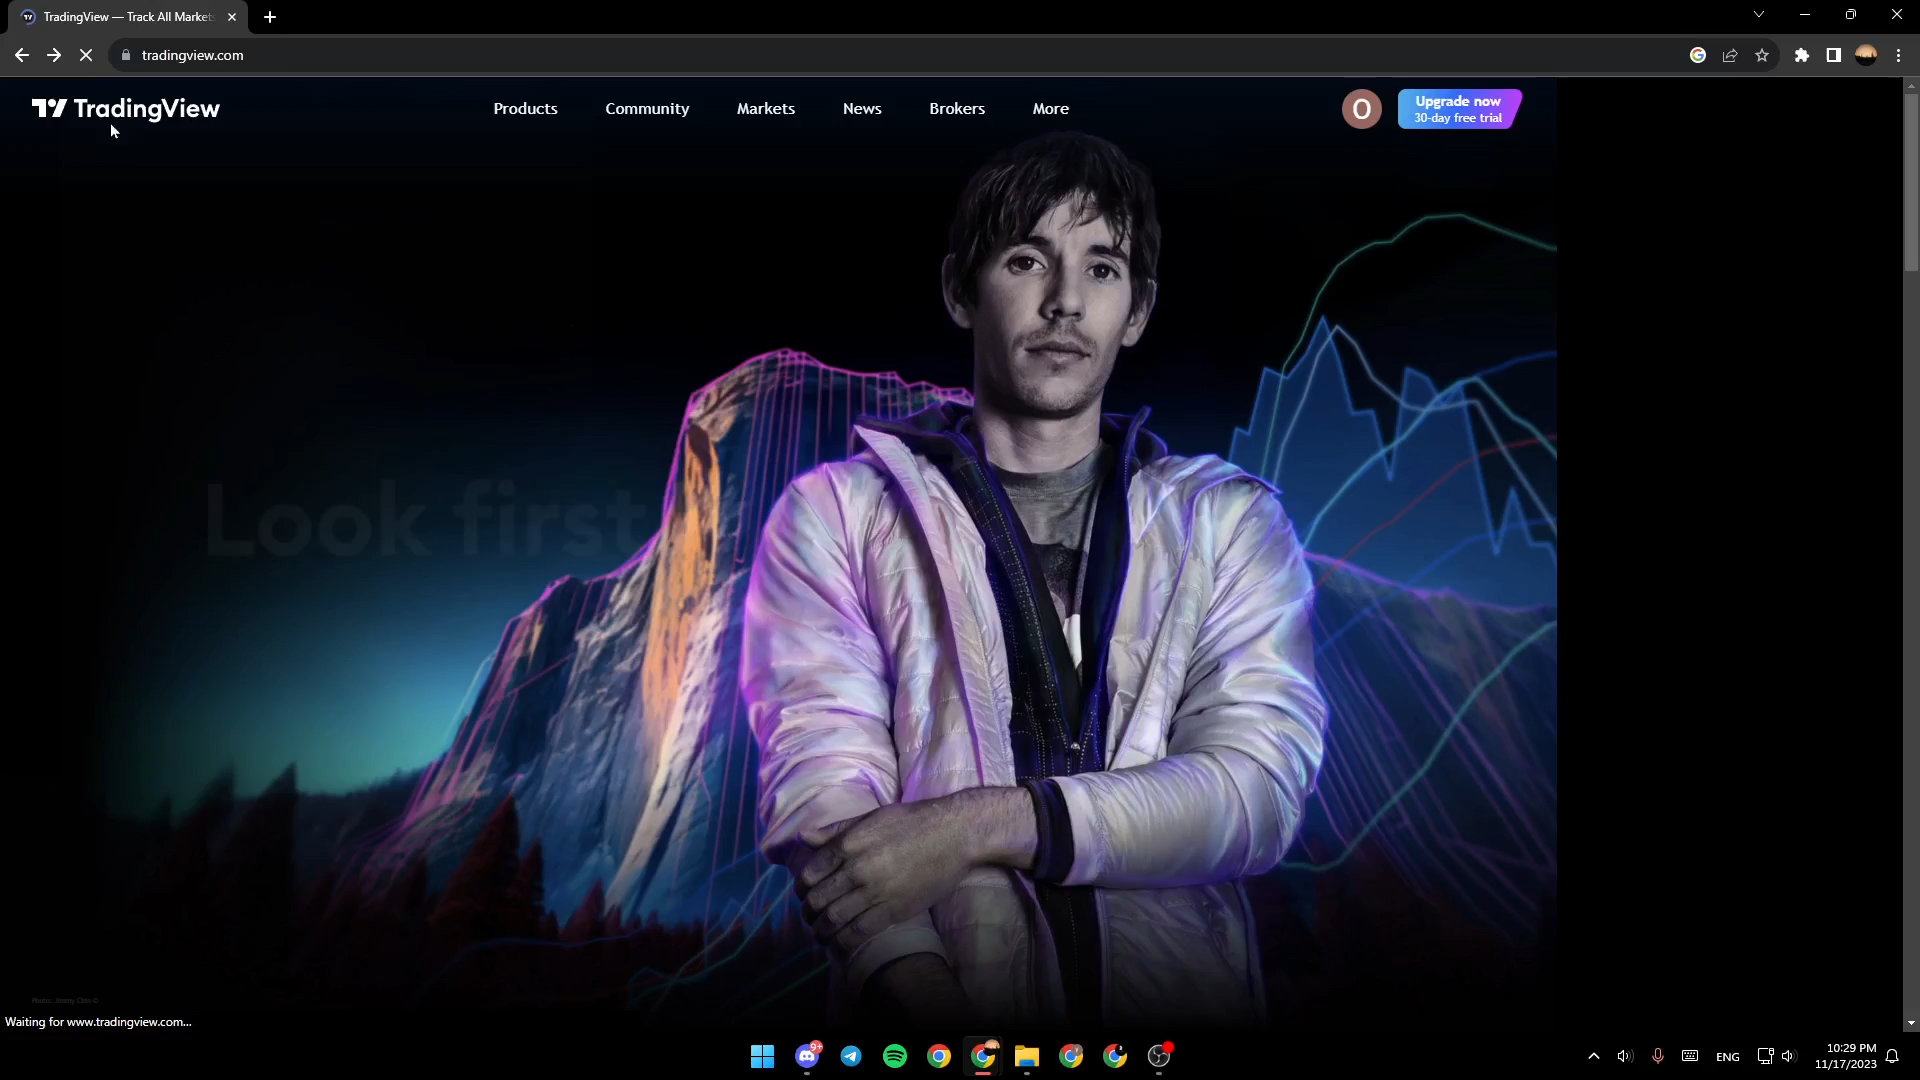 TradingView — Track All Market
tradingview.com
TradingView
Products
Community
Markets
News
Brokers
More
O
Upgrade now
30-day free trial
Look first
Waiting for www.tradingview.com...
9+
ENG
10:29 PM
11/17/2023